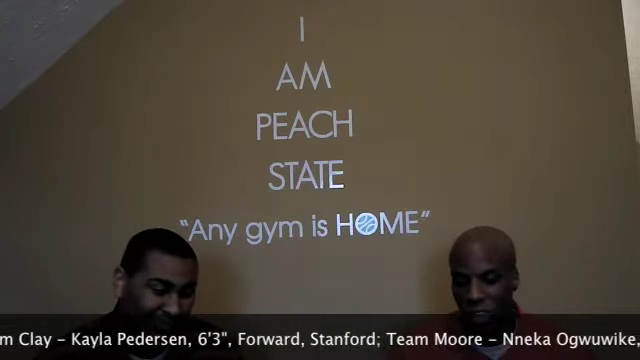 I
AM
PEACH
STATE
“Any gym is HOME“
m Clay – Kayla Pedersen, 6'3", Forward, Stanford; Team Moore – Nneka Ogwuwike,